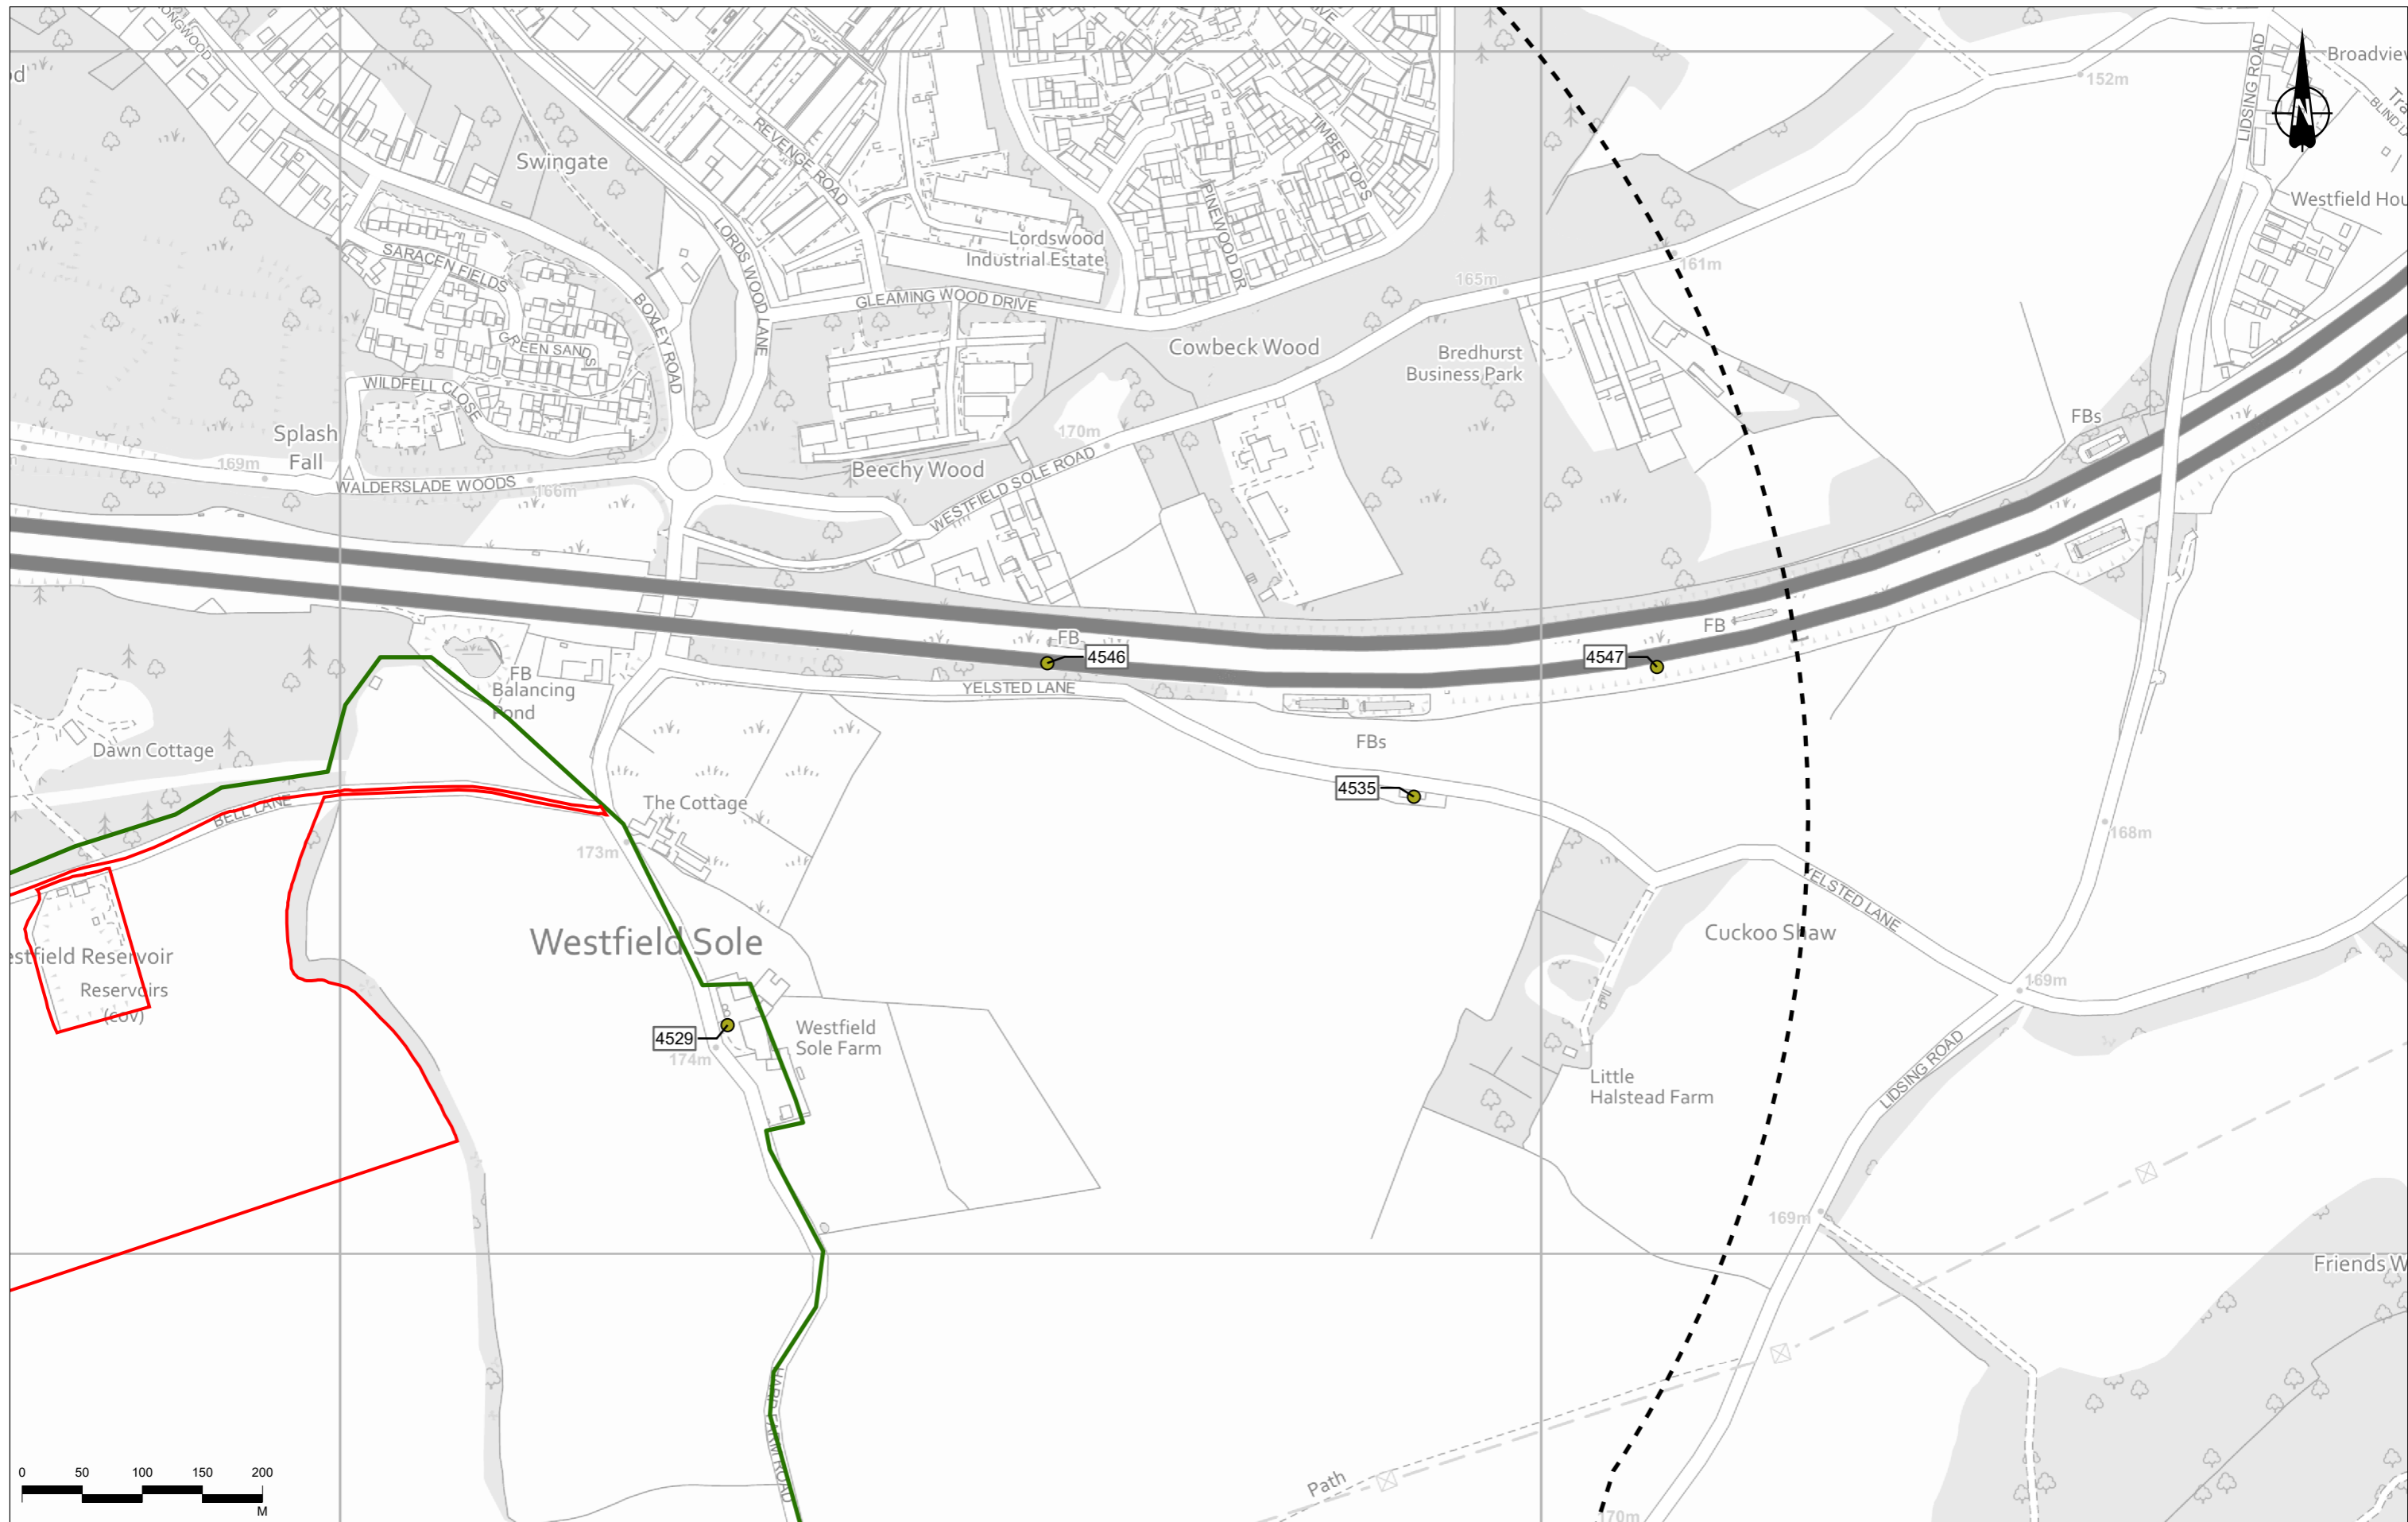 LIDSING ROAD
Broadview
152m
BLIND
N
Swingate
REVENGE ROAD
TIMBER TOPS
PINEWOOD DR
Westfield Hou
Lordswood
Industrial Estate
SARACEN FIELDS
LORDS WOOD LANE
BOXLEY ROAD
161m
165m
GLEAMING WOOD DRIVE
GREEN SANDS
Cowbeck Wood
Bredhurst
Business Park
WILDFELL CLOSE
FBs
Splash
Fall
170m
169m
Beechy Wood
WESTFIELD SOLE ROAD
WALDERSLADE WOODS
166m
FB
FB
4546
4547
FB
Balancing
Pond
YELSTED LANE
Dawn Cottage
FBs
4535
The Cottage
BELL LANE
173m
168m
YELSTED LANE
Westfield Sole
Cuckoo Shaw
estfield Reservoir
Reservoirs
(cov)
169m
Westfield
Sole Farm
4529
174m
LIDSING ROAD
Little
Halstead Farm
169m
Friends W
HARP FARM ROAD
Path
170m
0 50 100 150 200
M